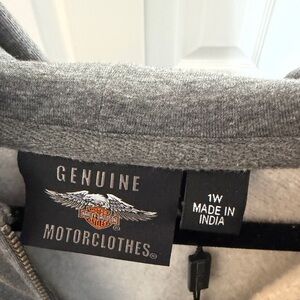 GENUINE
MOTORCLOTHES®
1W
MADE IN
INDIA